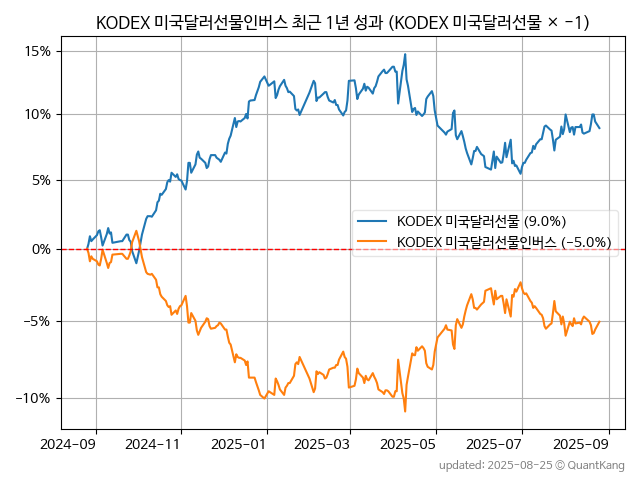 KODEX 미국달러선물인버스 최근 1년 성과 (KODEX 미국달러선물 × −1)
15%
10%
5%
0%
−5%
−10%
KODEX 미국달러선물 (9.0%)
KODEX 미국달러선물인버스 (−5.0%)
2024-09 2024-11 2025-01 2025-03 2025-05 2025-07 2025-09
updated: 2025-08-25 © QuantKang